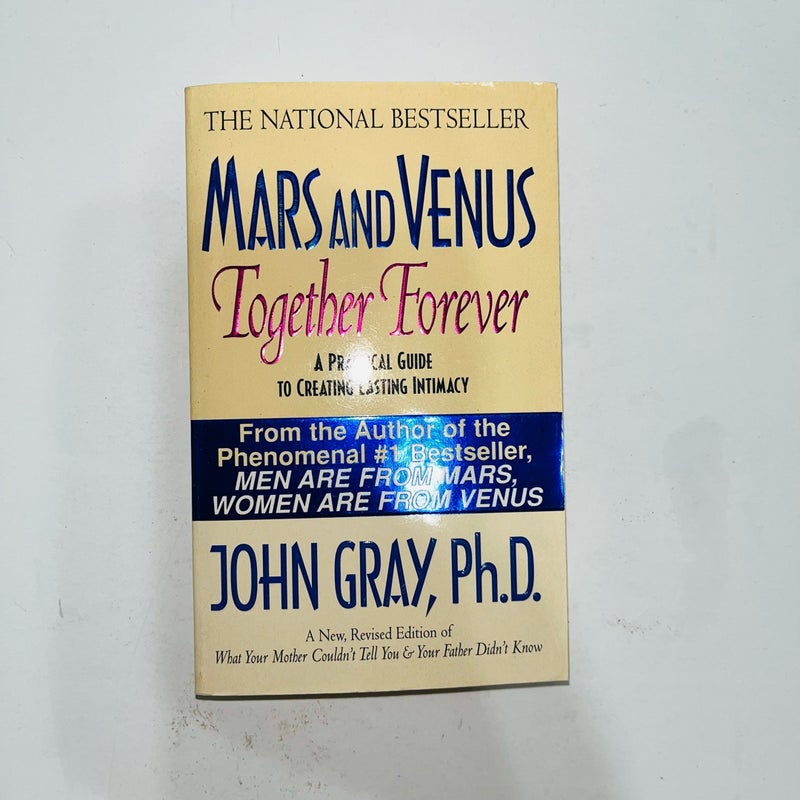 THE NATIONAL BESTSELLER
MARS AND VENUS
Together Forever
A PRACTICAL GUIDE
TO CREATING LASTING INTIMACY
From the Author of the
Phenomenal #1 Bestseller,
MEN ARE FROM MARS,
WOMEN ARE FROM VENUS
JOHN GRAY, Ph.D.
A New, Revised Edition of
What Your Mother Couldn't Tell You & Your Father Didn't Know